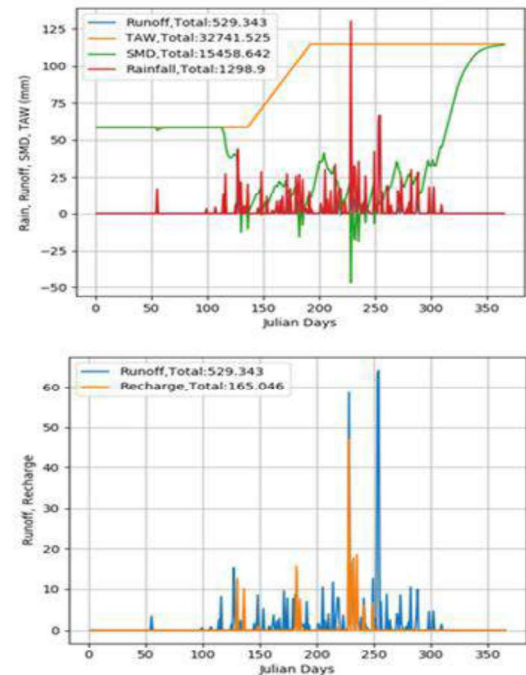 Runoff,Total:529.343
TAW,Total:32741.525
SMD,Total:15458.642
Rainfall,Total:1298.9
Rain, Runoff, SMD, TAW (mm)
125
100
75
50
25
0
−25
−50
0 50 100 150 200 250 300 350
Julian Days
Runoff,Total:529.343
Recharge,Total:165.046
Runoff, Recharge
60
50
40
30
20
10
0
0 50 100 150 200 250 300 350
Julian Days